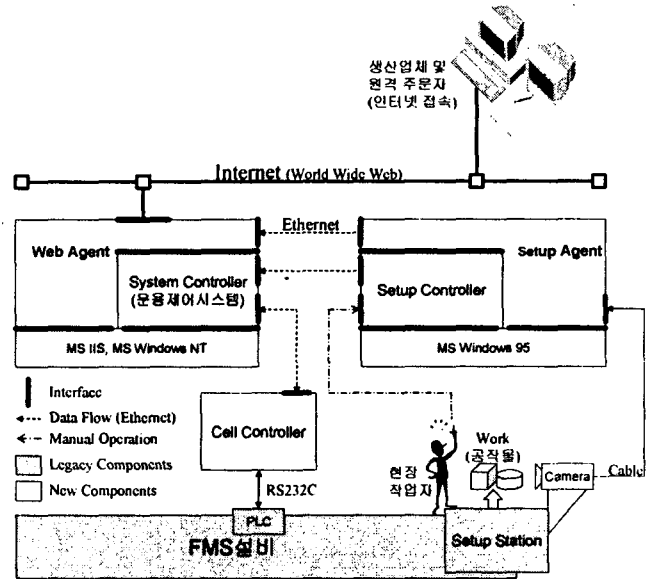 생산업체 및
원격 주문자
(인터넷 접속)
Internet (World Wide Web)
Ethernet
Web Agent
Setup Agent
System Controller
(운용제어시스템)
Setup Controller
MS IIS, MS Windows NT
MS Windows 95
Interface
Data Flow (Ethernet)
Manual Operation
Legacy Components
New Components
Cell Controller
RS232C
현장
작업자
Work
(공작물)
Camera
Cable
PLC
FMS설비
Setup Station